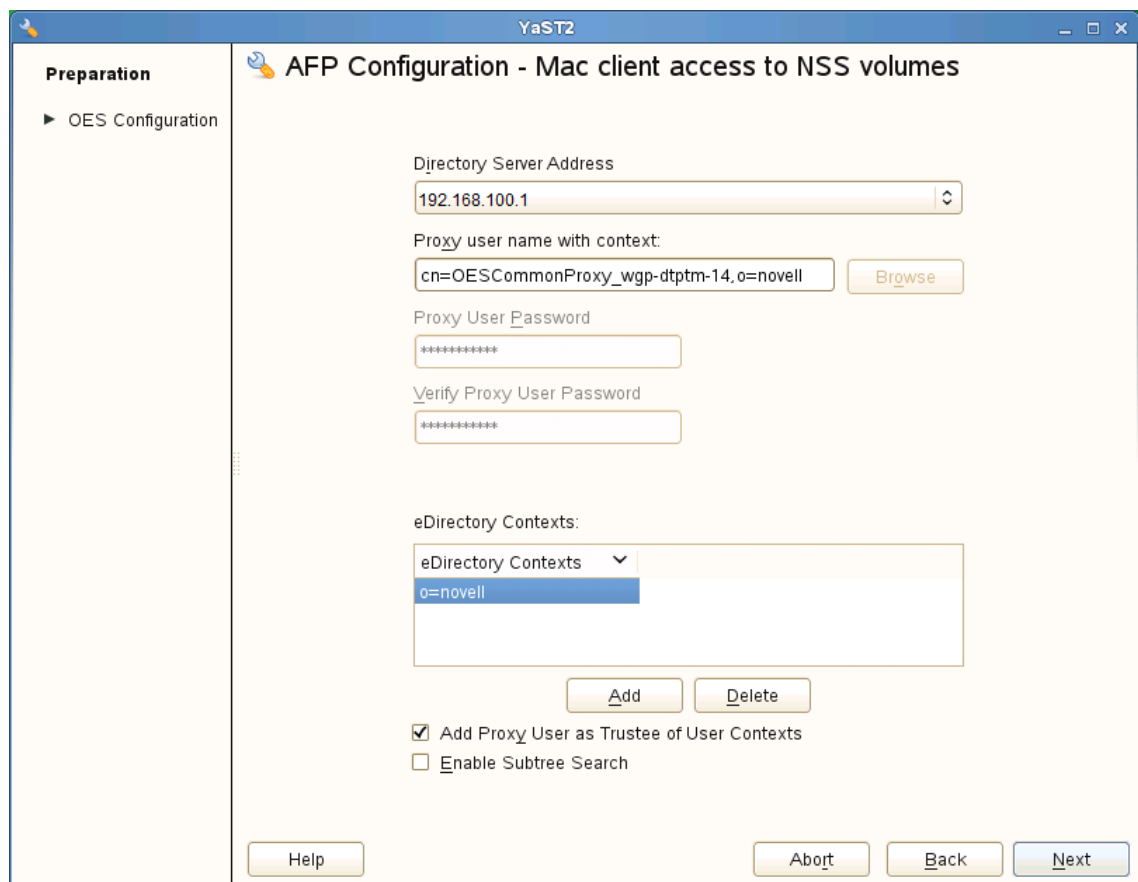 YaST2
Preparation
OES Configuration
AFP Configuration - Mac client access to NSS volumes
Directory Server Address
192.168.100.1
Proxy user name with context:
cn=OESCommonProxy_wgp-dtptm-14,o=novell
Browse
Proxy User Password
***********
Verify Proxy User Password
***********
eDirectory Contexts:
eDirectory Contexts
o=novell
Add Delete
Add Proxy User as Trustee of User Contexts
Enable Subtree Search
Help Abort Back Next